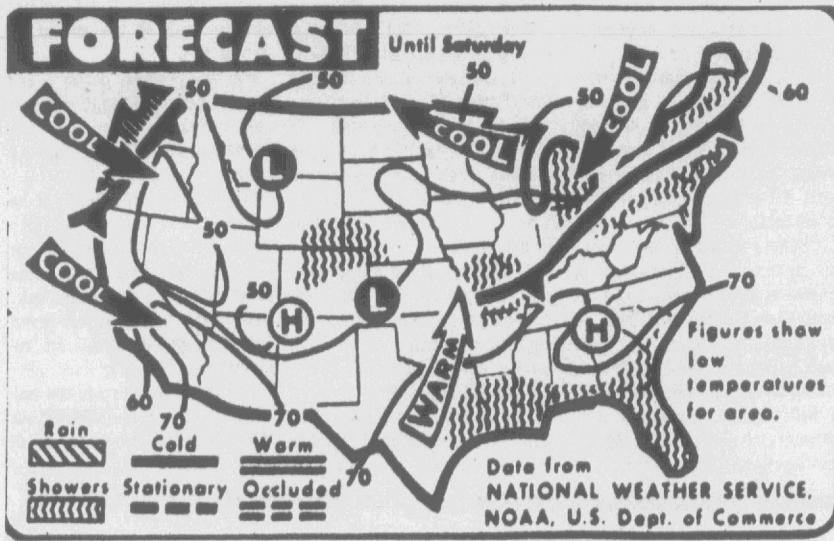 FORECAST
Until Saturday
50
50
50
50
60
COOL
COOL
COOL
L
50
COOL
50
L
H
H
70
WARM
60
70
70
70
Figures show
low
temperatures
for area.
Rain
Cold
Warm
Showers
Stationary
Occluded
Data from
NATIONAL WEATHER SERVICE,
NOAA, U.S. Dept. of Commerce